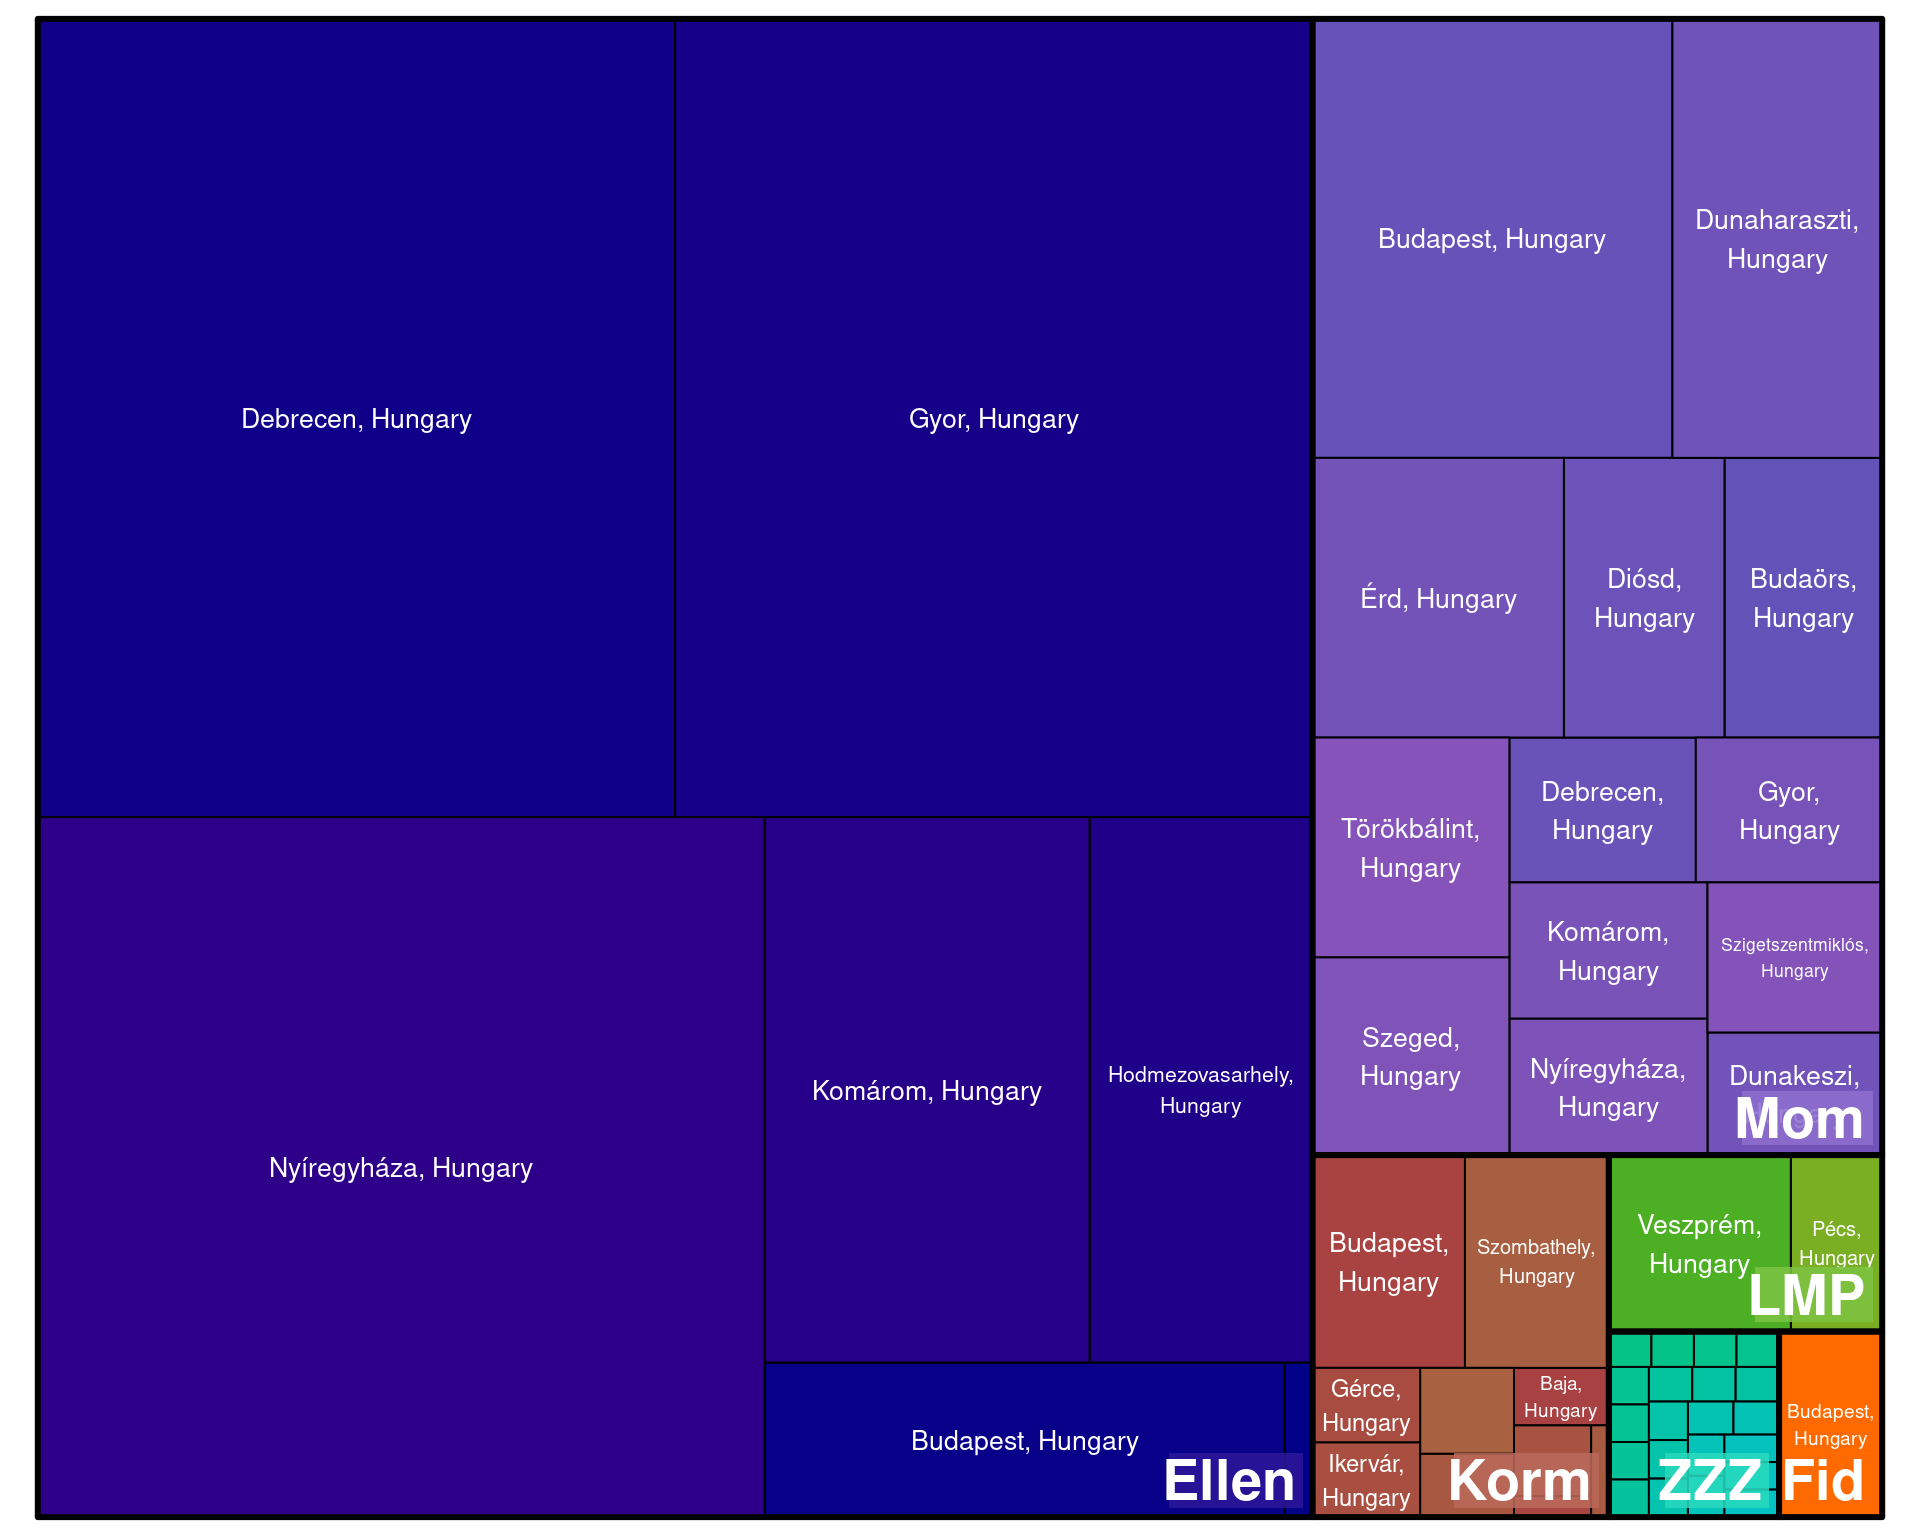 Debrecen, Hungary
Gyor, Hungary
Nyíregyháza, Hungary
Komárom, Hungary
Hodmezovasarhely,
Hungary
Budapest, Hungary
Ellen
Budapest, Hungary
Dunaharaszti,
Hungary
Érd, Hungary
Diósd,
Hungary
Budaörs,
Hungary
Törökbálint,
Hungary
Debrecen,
Hungary
Gyor,
Hungary
Komárom,
Hungary
Szigetszentmiklós,
Hungary
Szeged,
Hungary
Nyíregyháza,
Hungary
Dunakeszi,
Mom
Budapest,
Hungary
Szombathely,
Hungary
Gérce,
Hungary
Baja,
Hungary
Ikervár,
Hungary
Korm
Veszprém,
Hungary
Pécs,
Hungary
LMP
ZZZ
Budapest,
Hungary
Fid